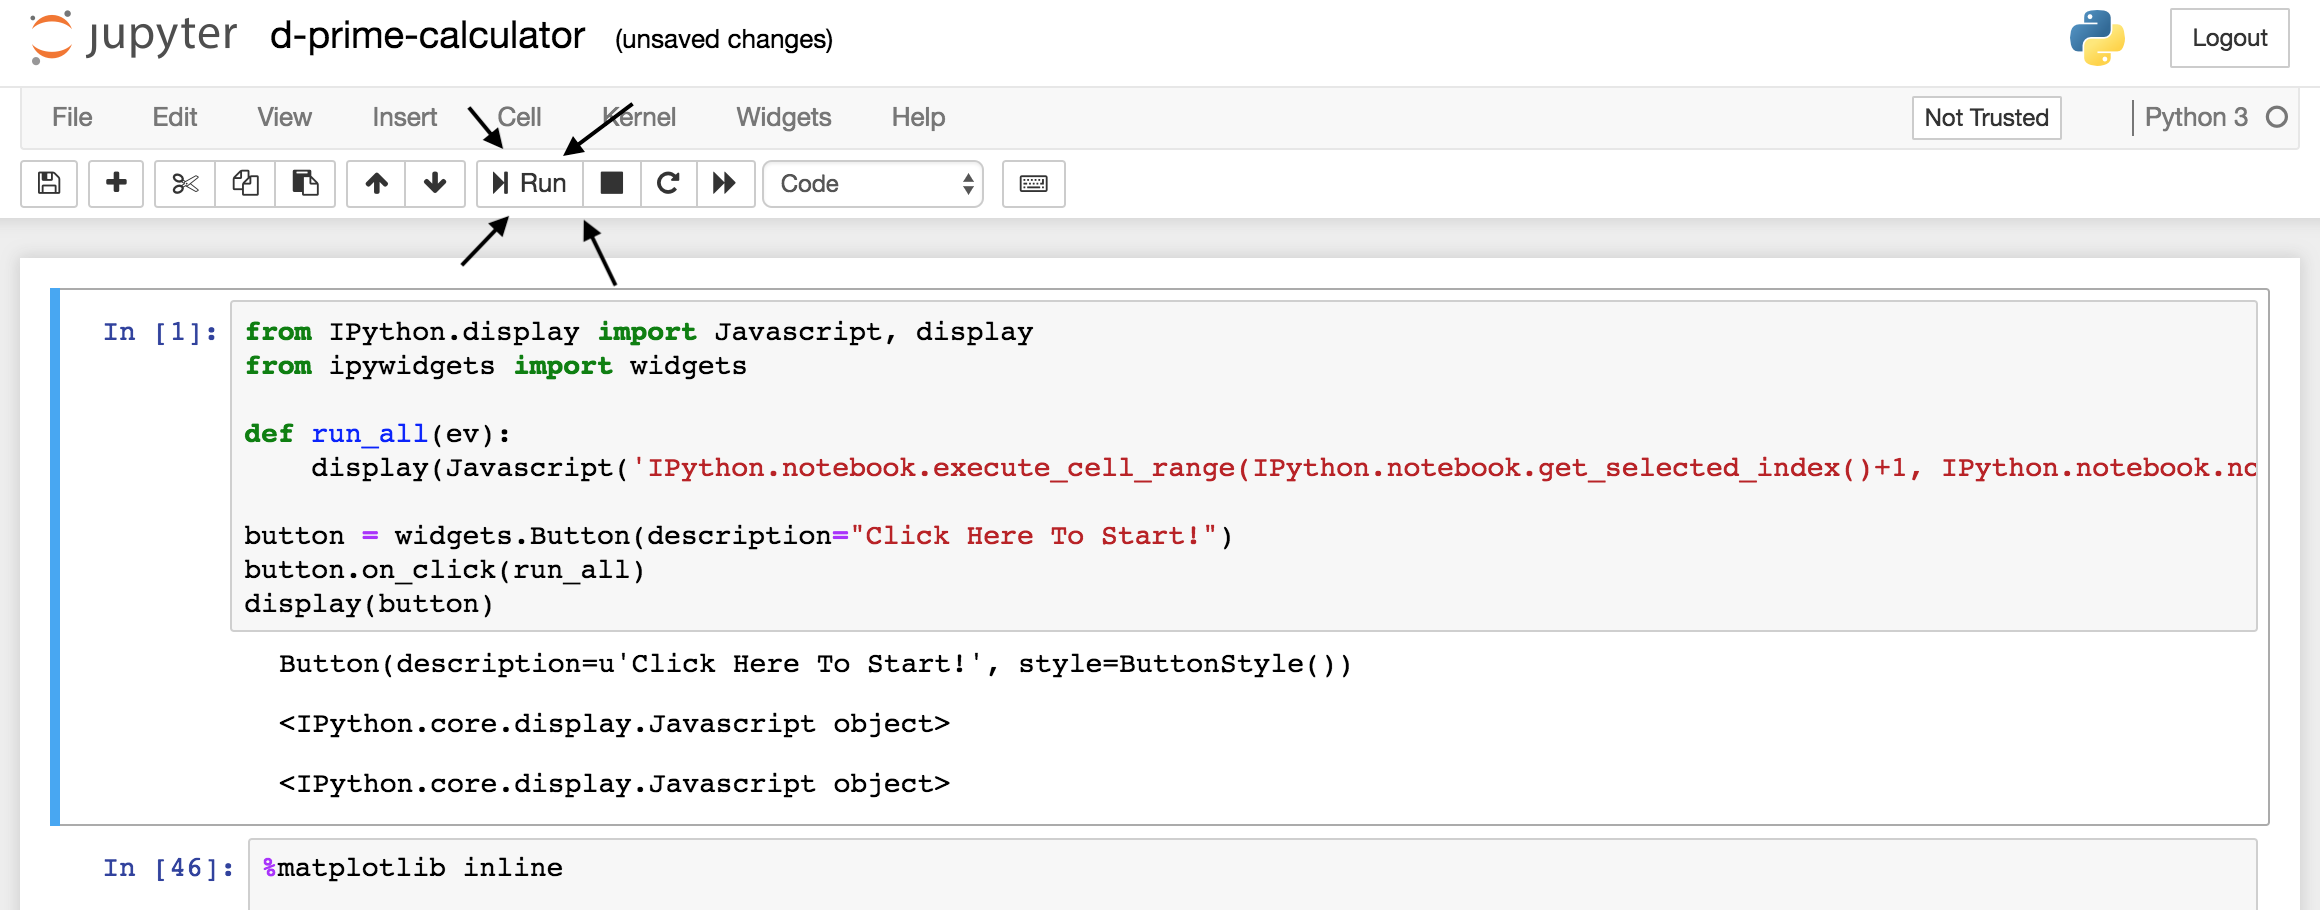 jupyter d-prime-calculator (unsaved changes) Logout
File Edit View Insert Cell Kernel Widgets Help Not Trusted Python 3
Run Code
In [1]: from IPython.display import Javascript, display
from ipywidgets import widgets
def run_all(ev):
display(Javascript('IPython.notebook.execute_cell_range(IPython.notebook.get_selected_index()+1, IPython.notebook.nc
button = widgets.Button(description="Click Here To Start!")
button.on_click(run_all)
display(button)
Button(description=u'Click Here To Start!', style=ButtonStyle())
<IPython.core.display.Javascript object>
<IPython.core.display.Javascript object>
In [46]: %matplotlib inline